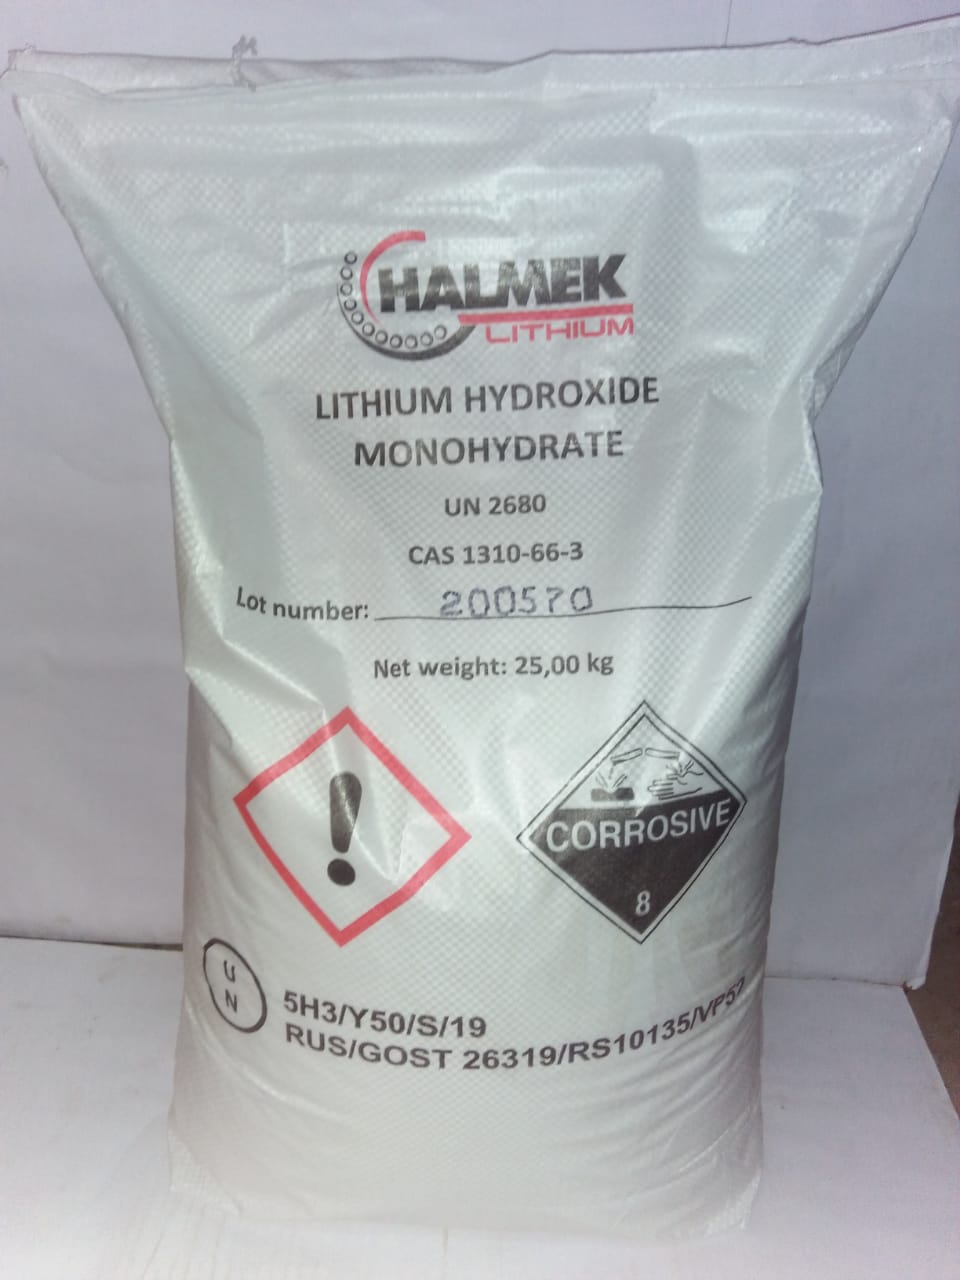 HALMEK
LITHIUM
LITHIUM HYDROXIDE
MONOHYDRATE
UN 2680
CAS 1310-66-3
Lot number: 200570
Net weight: 25,00 kg
CORROSIVE
8
U
N
5H3/Y50/S/19
RUS/GOST 26319/RS10135/VP52